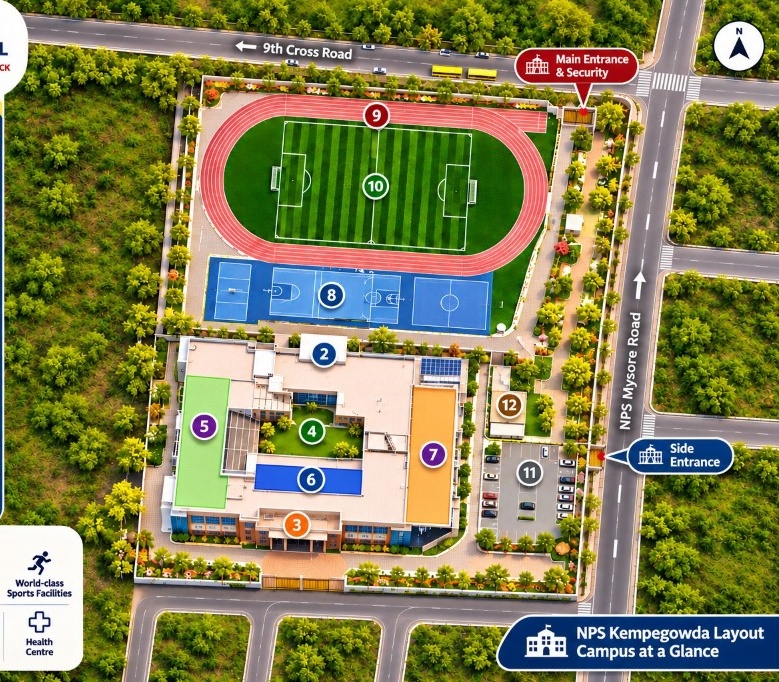 L
CK
9th Cross Road
N
Main Entrance
& Security
9
10
8
2
NPS Mysore Road
12
5
4
7
Side
Entrance
6
11
3
World-class
Sports Facilities
Health
Centre
NPS Kempegowda Layout
Campus at a Glance